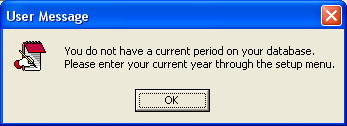 User Message
You do not have a current period on your database.
Please enter your current year through the setup menu.
OK